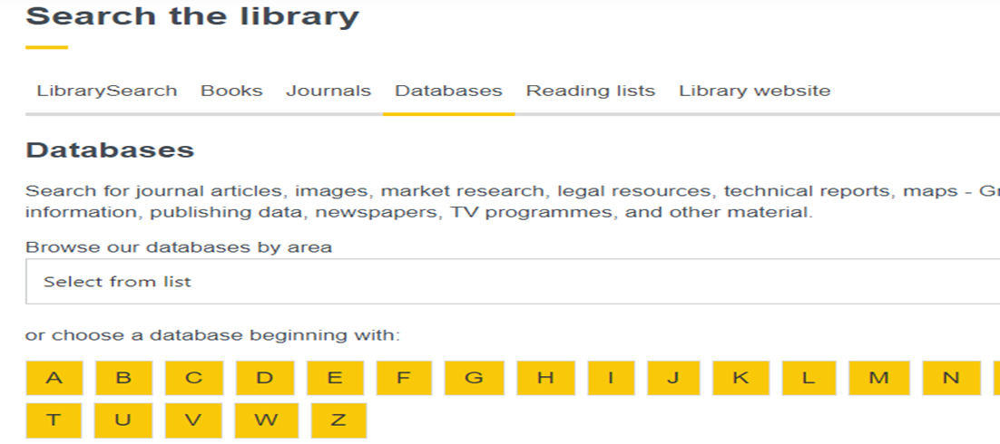 Search the library
LibrarySearch Books Journals Databases Reading lists Library website
Databases
Search for journal articles, images, market research, legal resources, technical reports, maps -
information, publishing data, newspapers, TV programmes, and other material.
Browse our databases by area
Select from list
or choose a database beginning with:
A B C D E F G H I J K L M N
T U V W Z